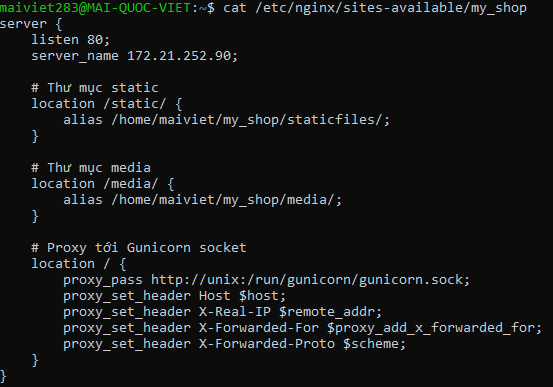 maiviet283@MAI-QUOC-VIET:~$ cat /etc/nginx/sites-available/my_shop
server {
    listen 80;
    server_name 172.21.252.90;

    # Thư mục static
    location /static/ {
        alias /home/maiviet/my_shop/staticfiles/;
    }

    # Thư mục media
    location /media/ {
        alias /home/maiviet/my_shop/media/;
    }

    # Proxy tới Gunicorn socket
    location / {
        proxy_pass http://unix:/run/gunicorn/gunicorn.sock;
        proxy_set_header Host $host;
        proxy_set_header X-Real-IP $remote_addr;
        proxy_set_header X-Forwarded-For $proxy_add_x_forwarded_for;
        proxy_set_header X-Forwarded-Proto $scheme;
    }
}